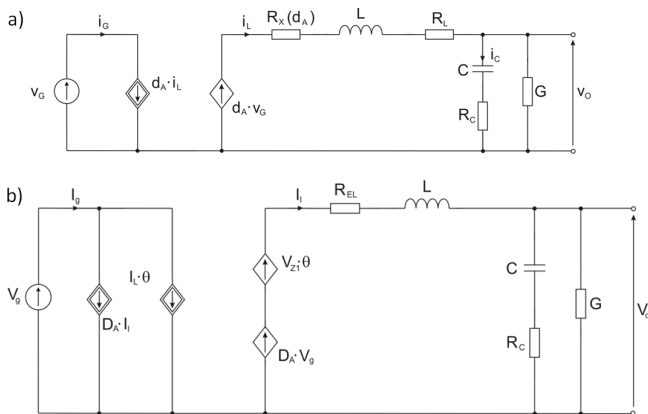 a)
i_G
i_L
R_X(d_A)
L
R_L
v_G
d_A·i_L
d_A·v_G
i_C
C
R_C
G
v_O
b)
I_g
I_l
R_EL
L
V_g
I_L·θ
D_A·I_l
V_Z1·θ
D_A·V_g
C
R_C
G